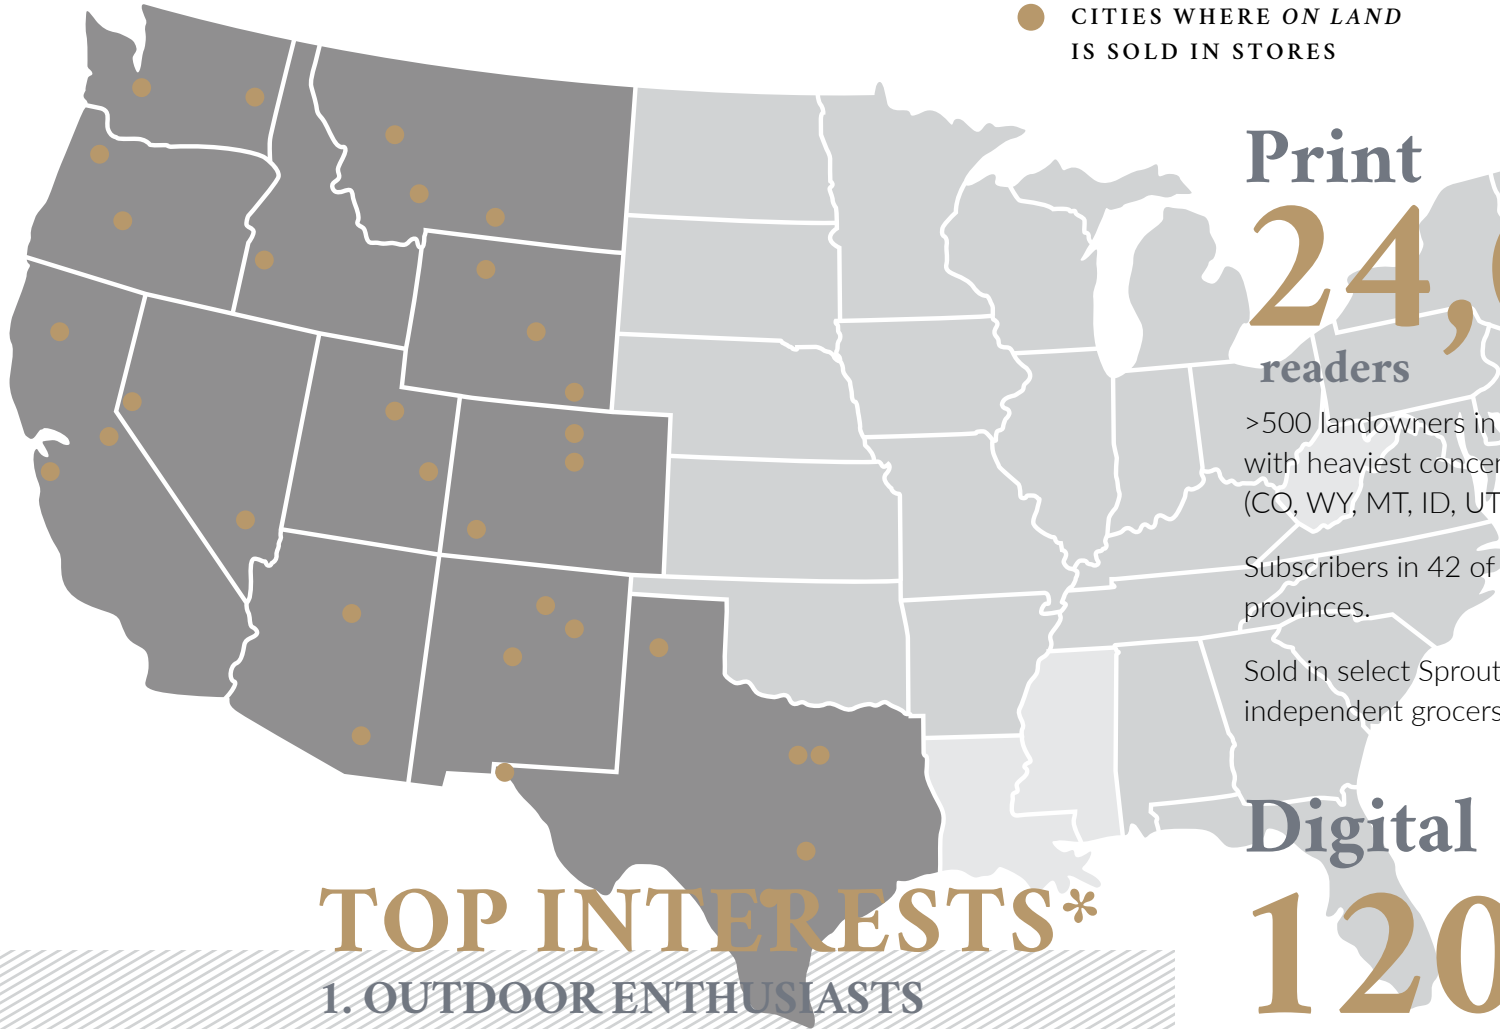 CITIES WHERE ON LAND
IS SOLD IN STORES
Print
24,
readers
>500 landowners in
with heaviest
(CO, WY, MT, ID, UT
Subscribers in 42 of
provinces.
Sold in select
independent grocers
Digital
120
TOP INTERESTS*
1. OUTDOOR ENTHUSIASTS